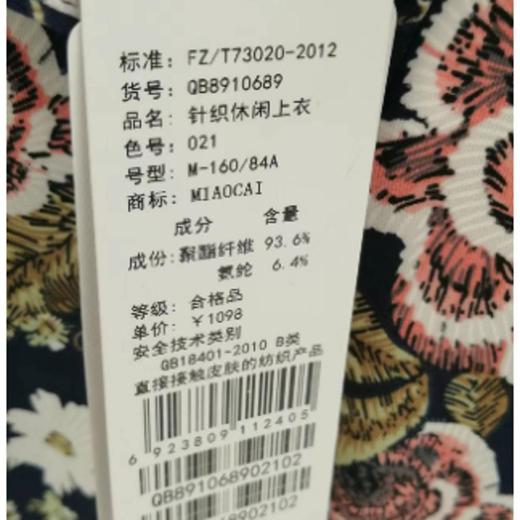 标准: FZ/T73020-2012
货号: QB8910689
品名: 针织休闲上衣
色号: 021
号型: M-160/84A
商标: MIAOCAI
成分 含量
成份: 聚酯纤维 93.6%
氨纶 6.4%
等级: 合格品
单价: ¥1098
安全技术类别
GB18401-2010 B类
直接接触皮肤的纺织产品
6 923809 112405
QB891068902102
QB891068902102